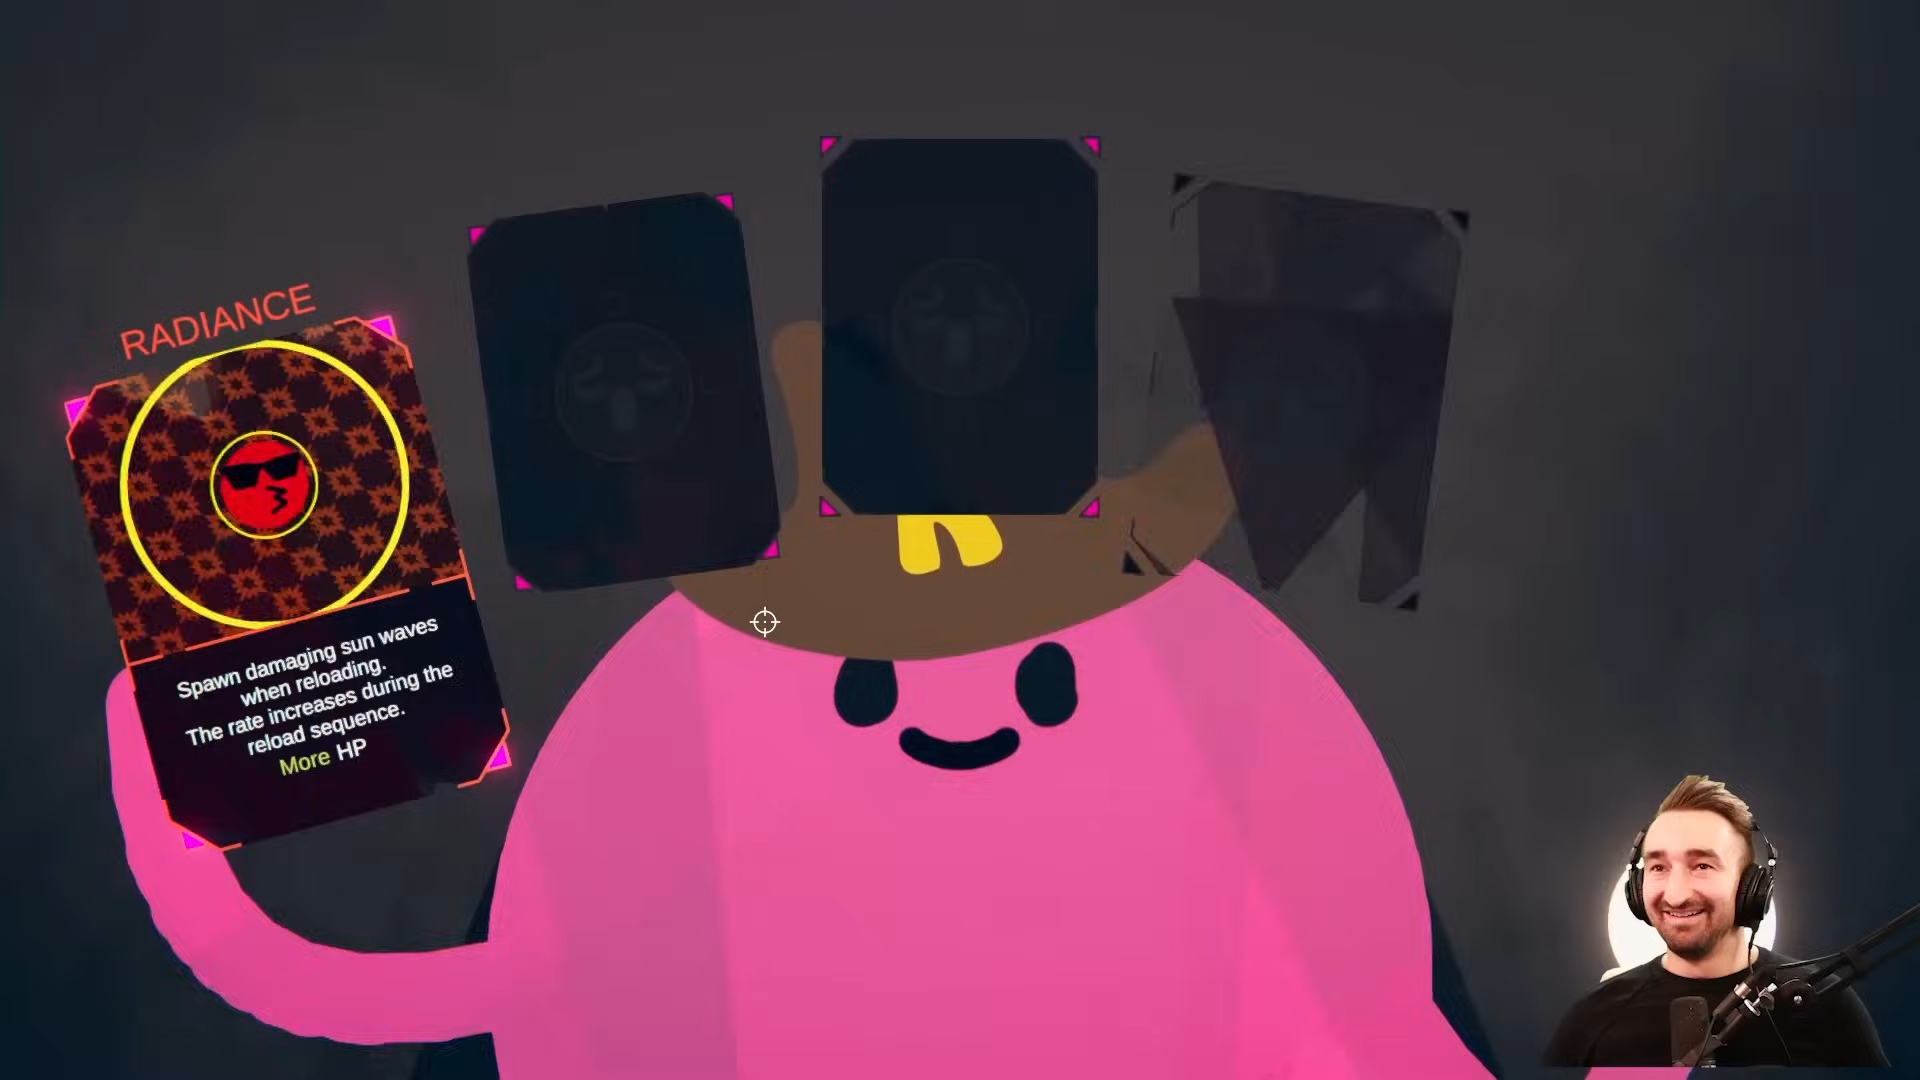 RADIANCE
Spawn damaging sun waves
when reloading.
The rate increases during the
reload sequence.
More HP